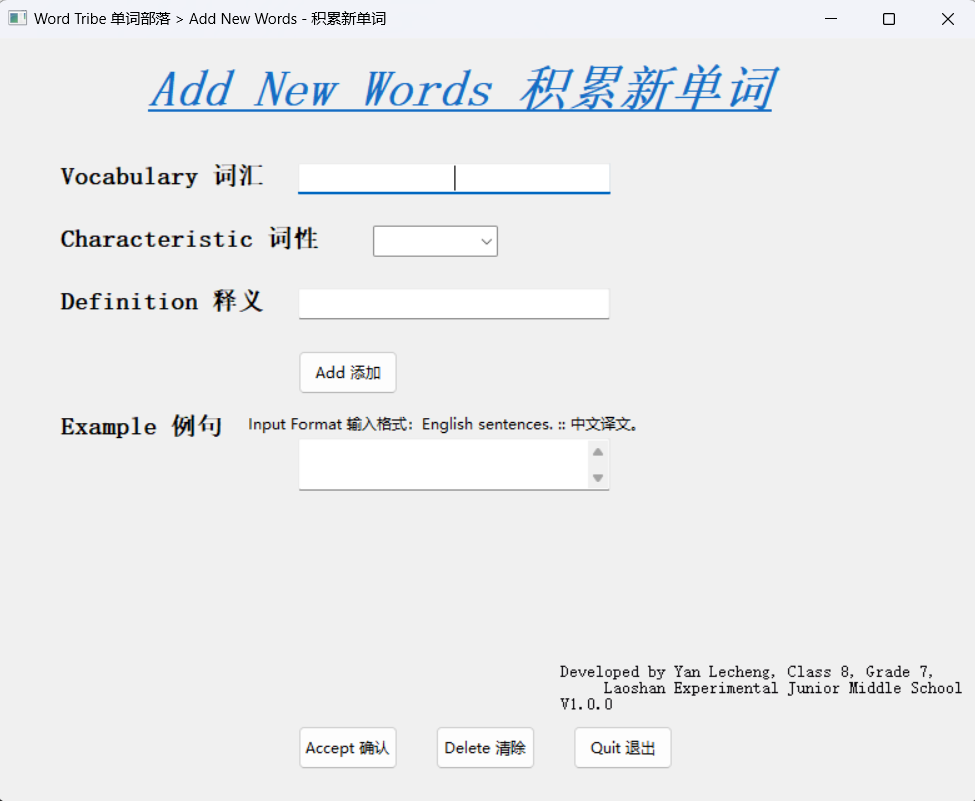 Word Tribe 单词部落 > Add New Words - 积累新单词
Add New Words 积累新单词
Vocabulary 词汇
Characteristic 词性
Definition 释义
Add 添加
Example 例句 Input Format 输入格式：English sentences. :: 中文译文。
Developed by Yan Lecheng, Class 8, Grade 7,
Laoshan Experimental Junior Middle School
V1.0.0
Accept 确认 Delete 清除 Quit 退出